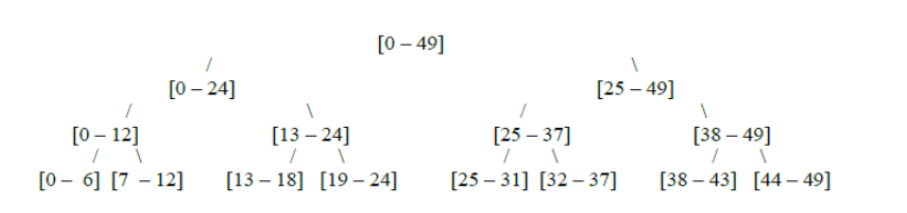 [0 – 49]
/ \
[0 – 24] [25 – 49]
/ \ / \
[0 – 12] [13 – 24] [25 – 37] [38 – 49]
/ \ / \ / \ / \
[0 – 6] [7 – 12] [13 – 18] [19 – 24] [25 – 31] [32 – 37] [38 – 43] [44 – 49]